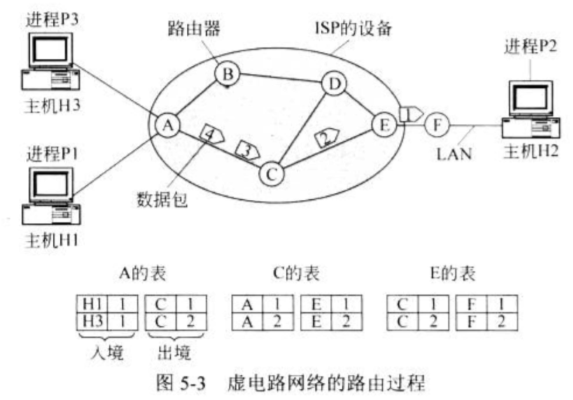 进程P3
路由器
ISP的设备
进程P2
主机H3
B
D
A
E
1
F
4
3
2
C
LAN
主机H2
进程P1
数据包
主机H1
A的表
C的表
E的表
H1 1 C 1 A 1 E 1 C 1 F 1
H3 1 C 2 A 2 E 2 C 2 F 2
入境 出境
图 5-3 虚电路网络的路由过程